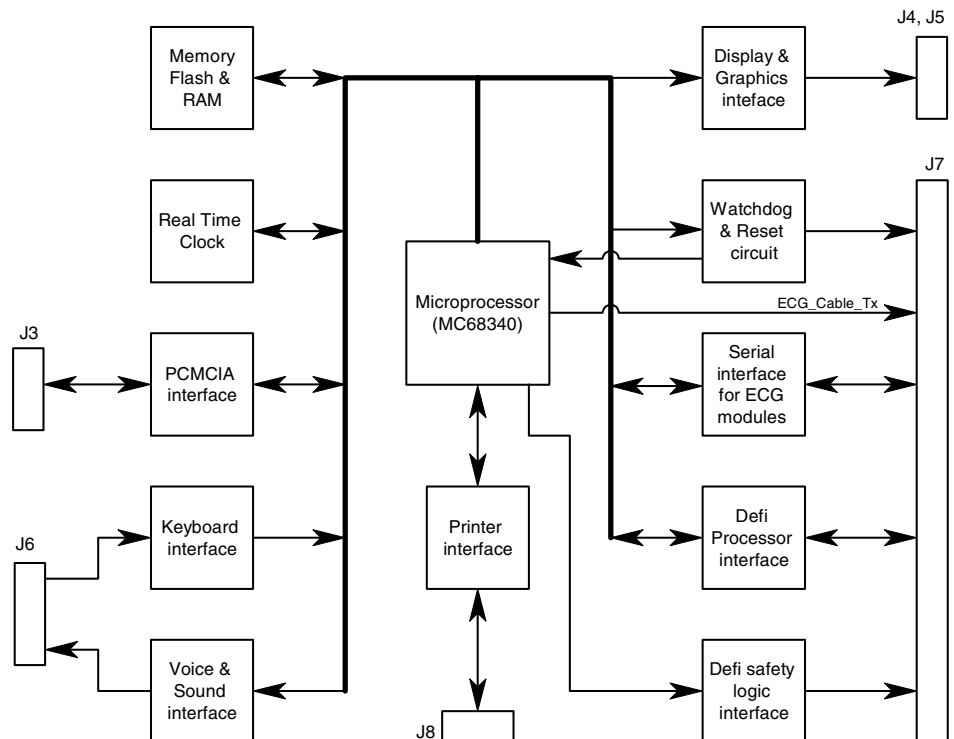 J4, J5
Memory
Flash &
RAM
Display &
Graphics
inteface
J7
Real Time
Clock
Watchdog
& Reset
circuit
Microprocessor
(MC68340)
ECG_Cable_Tx
J3
PCMCIA
interface
Serial
interface
for ECG
modules
J6
Keyboard
interface
Printer
interface
Defi
Processor
interface
Voice &
Sound
interface
Defi safety
logic
interface
J8